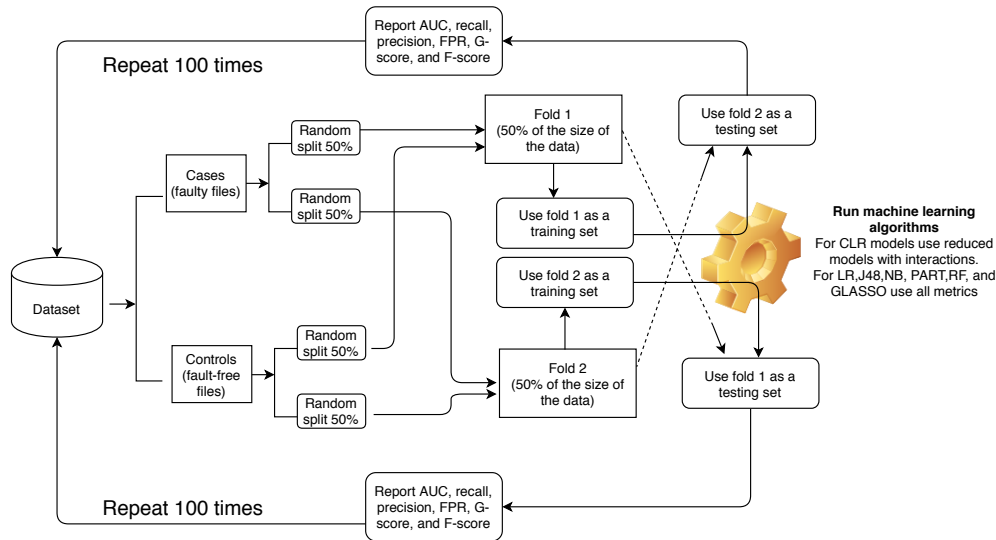 Report AUC, recall,
precision, FPR, G-
score, and F-score
Repeat 100 times
Random
split 50%
Fold 1
(50% of the size of
the data)
Use fold 2 as a
testing set
Cases
(faulty files)
Random
split 50%
Use fold 1 as a
training set
Run machine learning
algorithms
For CLR models use reduced
models with interactions.
For LR,J48,NB, PART,RF, and
GLASSO use all metrics
Dataset
Use fold 2 as a
training set
Controls
(fault-free
files)
Random
split 50%
Fold 2
(50% of the size of
the data)
Use fold 1 as a
testing set
Random
split 50%
Repeat 100 times
Report AUC, recall,
precision, FPR, G-
score, and F-score